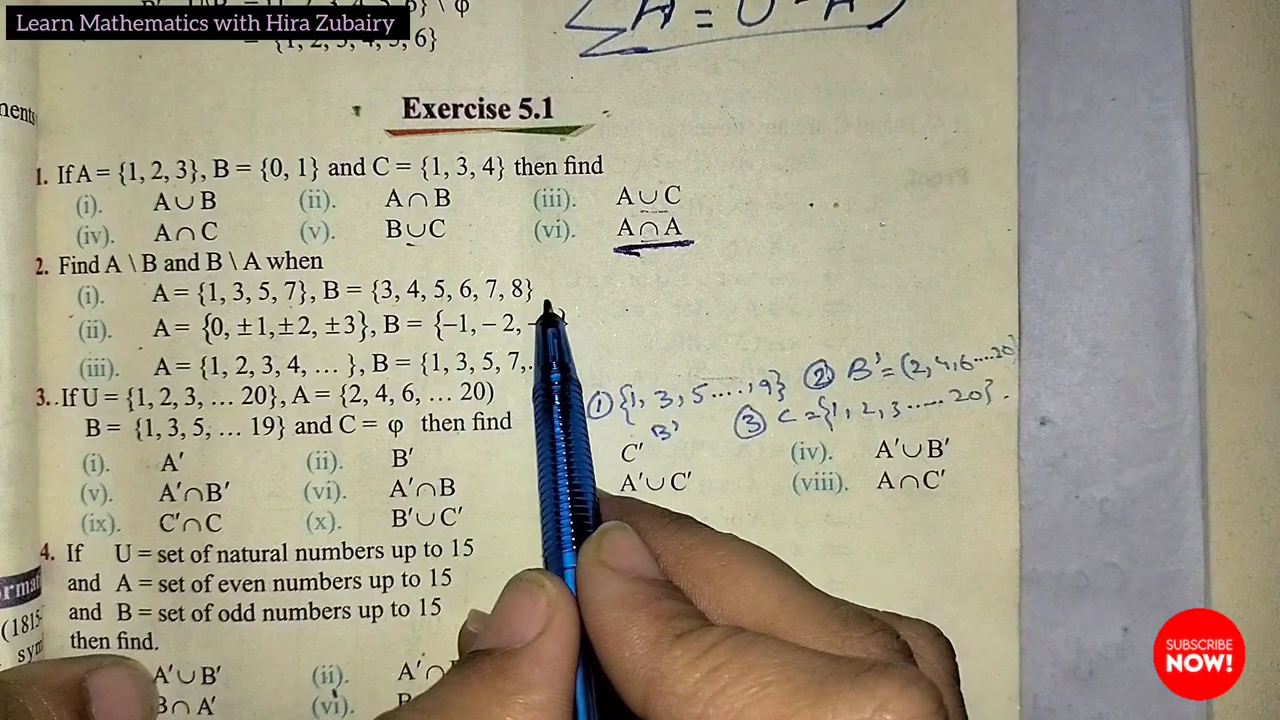 Learn Mathematics with Hira Zubairy
A = U - A
= {1, 2, 3, 4, 5, 6}
Exercise 5.1
1. If A = {1, 2, 3}, B = {0, 1} and C = {1, 3, 4} then find
(i). A∪B (ii). A∩B (iii). A∪C
(iv). A∩C (v). B∪C (vi). A∩A
2. Find A \ B and B \ A when
(i). A = {1, 3, 5, 7}, B = {3, 4, 5, 6, 7, 8}
(ii). A = {0, ±1, ±2, ±3}, B = {−1, − 2,
(iii). A = {1, 2, 3, 4, ... }, B = {1, 3, 5, 7,.
3. .If U = {1, 2, 3, ... 20}, A = {2, 4, 6, ... 20)
B = {1, 3, 5, ... 19} and C = φ then find
① {1, 3, 5....., 19} ② B' = (2, 4, 6....20}
B' ③ C = {1, 2, 3..... 20}.
(i). A′ (ii). B′ C′ (iv). A′∪B′
(v). A′∩B′ (vi). A′∩B A′∪C′ (viii). A∩C′
(ix). C′∩C (x). B′∪C′
4. If U = set of natural numbers up to 15
and A = set of even numbers up to 15
and B = set of odd numbers up to 15
then find.
A′∪B′ (ii). A′∩
B∩A′ (vi).
(1815
SUBSCRIBE
NOW!